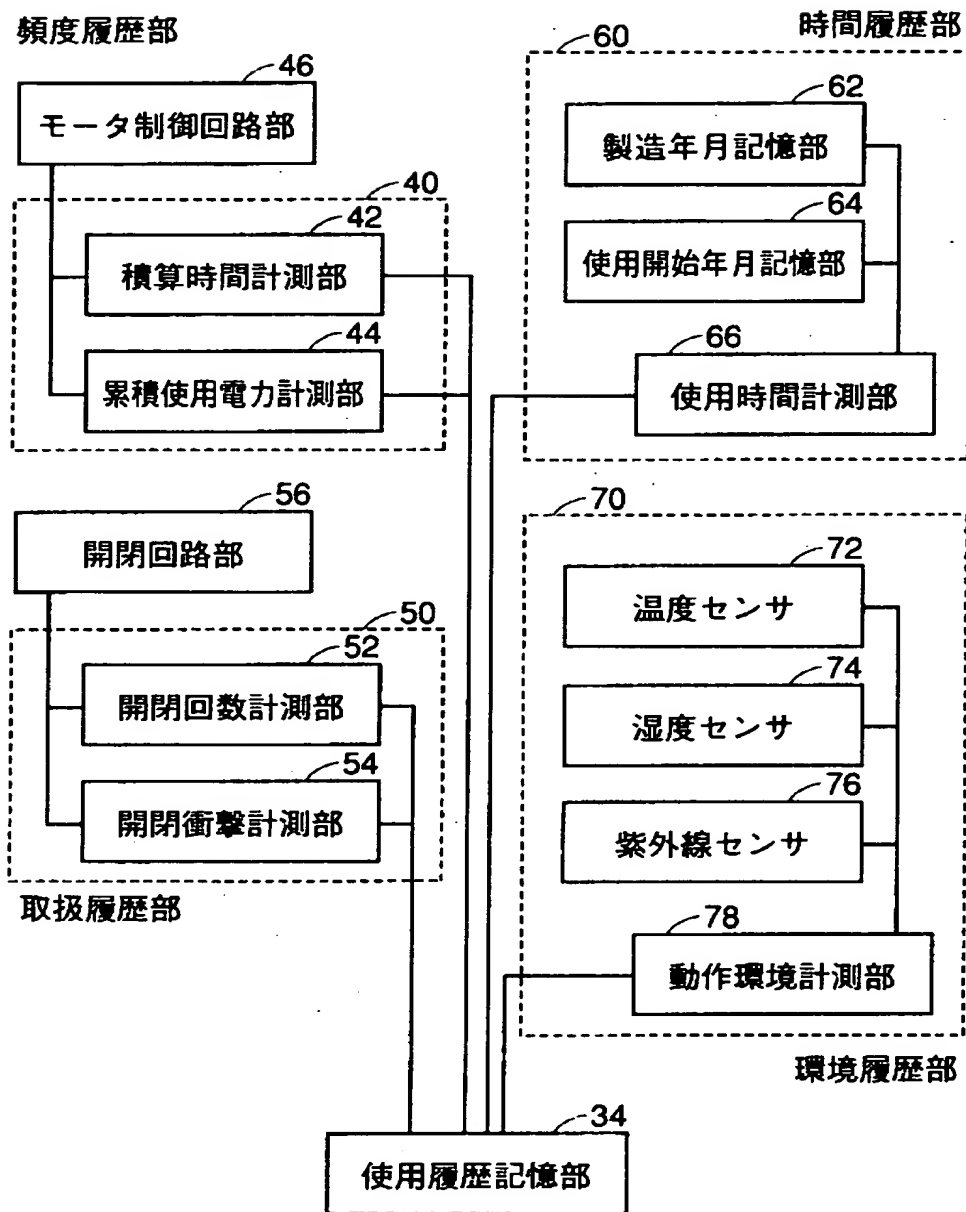 頻度履歴部
46
モータ制御回路部
40
42
積算時間計測部
44
累積使用電力計測部
56
開閉回路部
50
52
開閉回数計測部
54
開閉衝撃計測部
取扱履歴部
時間履歴部
60
62
製造年月記憶部
64
使用開始年月記憶部
66
使用時間計測部
70
72
温度センサ
74
湿度センサ
76
紫外線センサ
78
動作環境計測部
環境履歴部
34
使用履歴記憶部